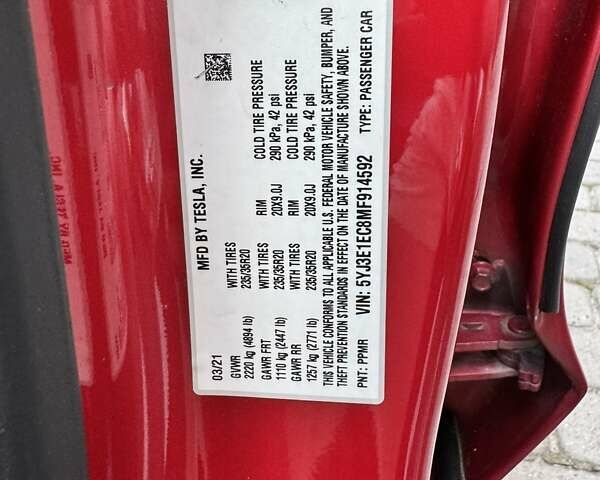 MFD BY TESLA, INC.
03/21
GVWR
2220 kg (4894 lb)
GAWR FRT WITH TIRES RIM COLD TIRE PRESSURE
1110 kg (2447 lb) 235/35R20 20X9.0J 290 kPa, 42 psi
GAWR RR WITH TIRES RIM COLD TIRE PRESSURE
1257 kg (2771 lb) 235/35R20 20X9.0J 290 kPa, 42 psi
THIS VEHICLE CONFORMS TO ALL APPLICABLE U.S. FEDERAL MOTOR VEHICLE SAFETY, BUMPER, AND
THEFT PREVENTION STANDARDS IN EFFECT ON THE DATE OF MANUFACTURE SHOWN ABOVE.
PNT: PPMR VIN: 5YJ3E1EC8MF914592 TYPE: PASSENGER CAR